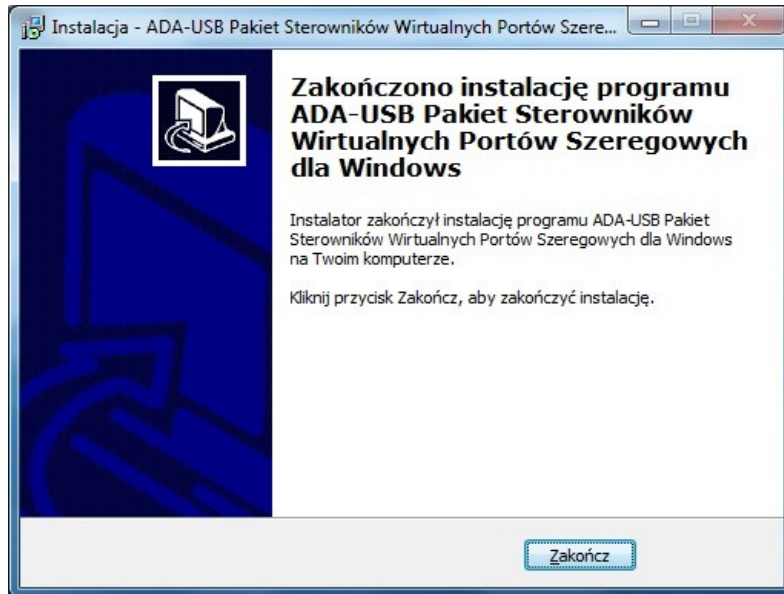 Instalacja - ADA-USB Pakiet Sterowników Wirtualnych Portów Szere...
Zakończono instalację programu
ADA-USB Pakiet Sterowników
Wirtualnych Portów Szeregowych
dla Windows
Instalator zakończył instalację programu ADA-USB Pakiet
Sterowników Wirtualnych Portów Szeregowych dla Windows
na Twoim komputerze.
Kliknij przycisk Zakończ, aby zakończyć instalację.
Zakończ